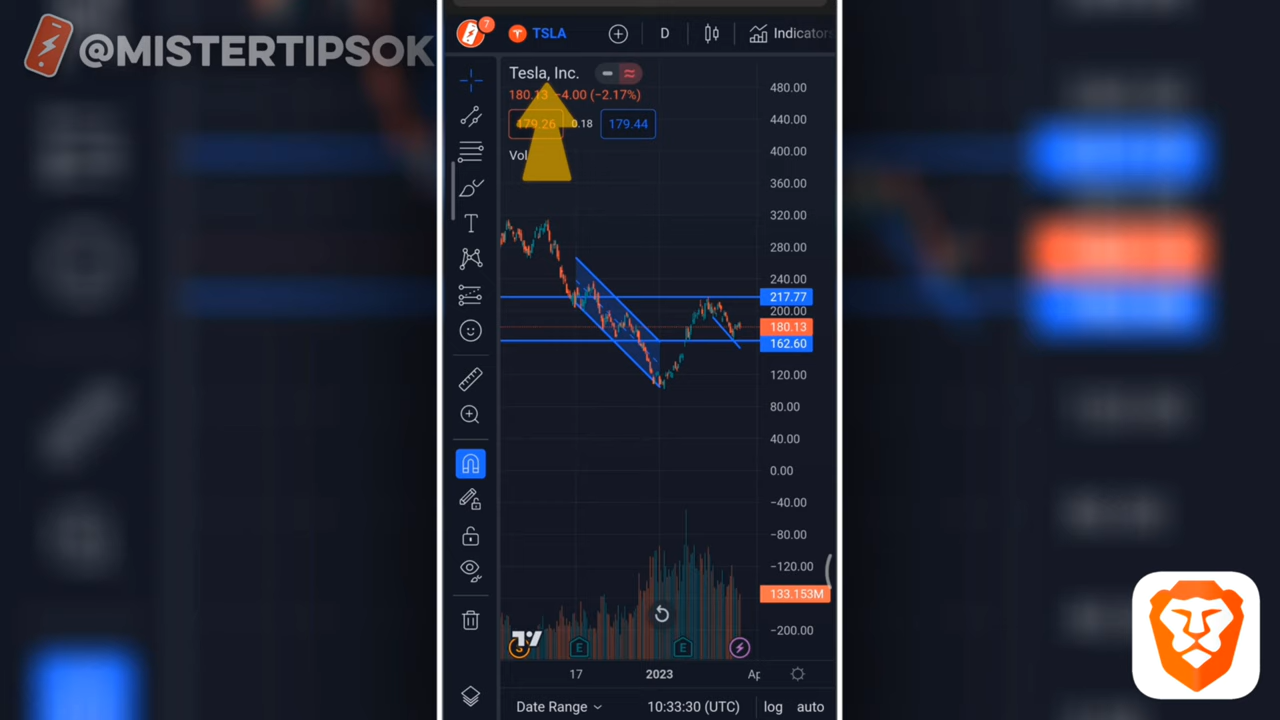 @MISTERTIPSOK
7
TSLA
D
Indicators
Tesla, Inc.
180.13 −4.00 (−2.17%)
179.26 0.18 179.44
Vol
480.00
440.00
400.00
360.00
320.00
280.00
240.00
217.77
200.00
180.13
162.60
120.00
80.00
40.00
0.00
−40.00
−80.00
−120.00
133.153M
−200.00
E
E
17
2023
Ap
Date Range
10:33:30 (UTC)
log
auto